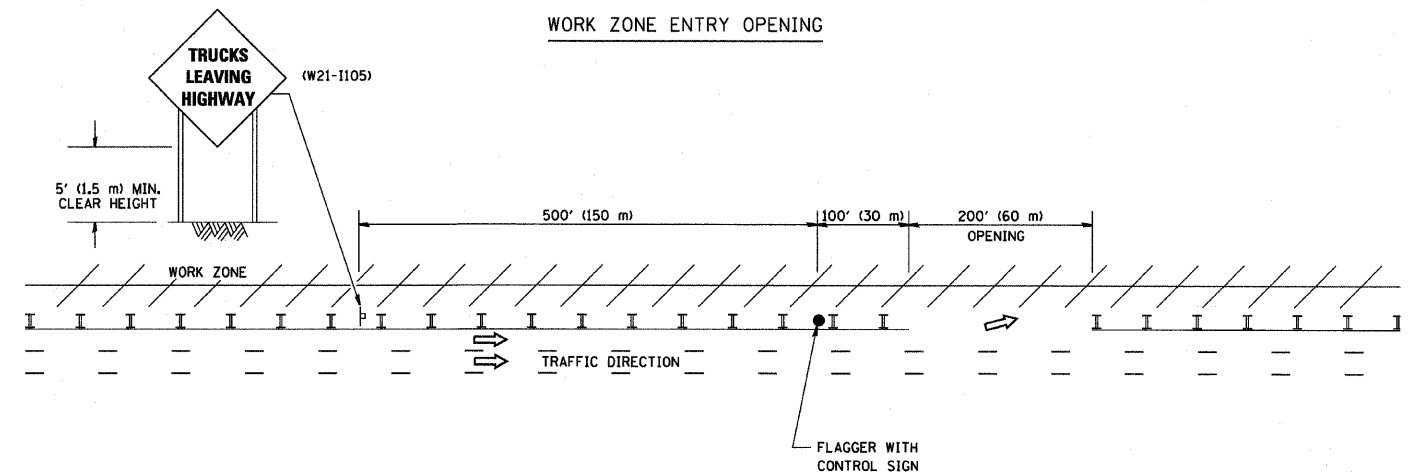 WORK ZONE ENTRY OPENING
TRUCKS
LEAVING
HIGHWAY
(W21-I105)
5' (1.5 m) MIN.
CLEAR HEIGHT
500' (150 m)
100' (30 m)
200' (60 m)
OPENING
WORK ZONE
TRAFFIC DIRECTION
FLAGGER WITH
CONTROL SIGN